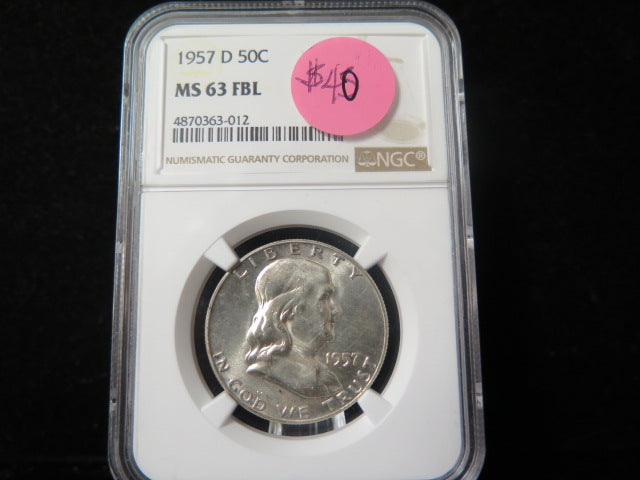 1957 D 50C
MS 63 FBL
4870363-012
NUMISMATIC GUARANTY CORPORATION
NGC®
$40
LIBERTY
1957
IN GOD WE TRUST